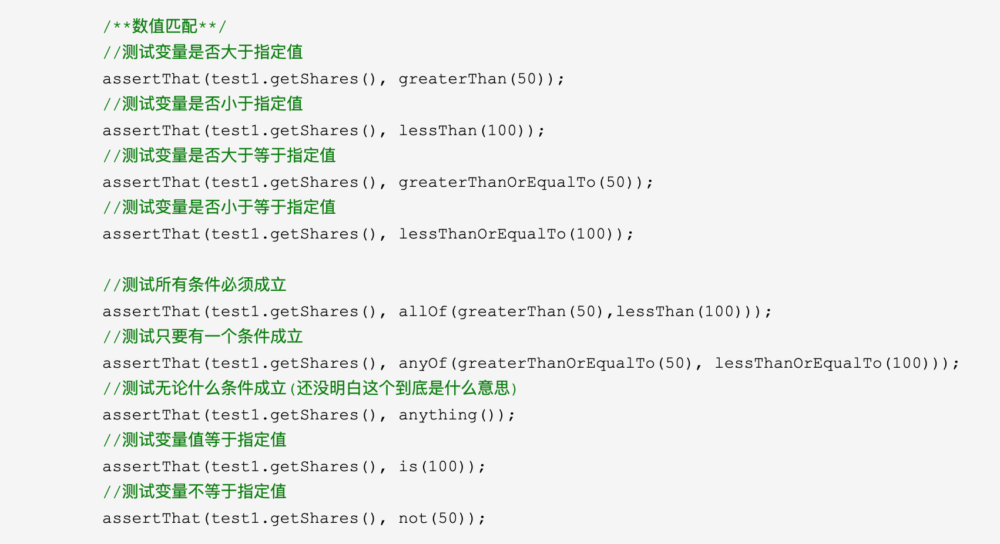 /**数值匹配**/
//测试变量是否大于指定值
assertThat(test1.getShares(), greaterThan(50));
//测试变量是否小于指定值
assertThat(test1.getShares(), lessThan(100));
//测试变量是否大于等于指定值
assertThat(test1.getShares(), greaterThanOrEqualTo(50));
//测试变量是否小于等于指定值
assertThat(test1.getShares(), lessThanOrEqualTo(100));
//测试所有条件必须成立
assertThat(test1.getShares(), allOf(greaterThan(50),lessThan(100)));
//测试只要有一个条件成立
assertThat(test1.getShares(), anyOf(greaterThanOrEqualTo(50), lessThanOrEqualTo(100)));
//测试无论什么条件成立(还没明白这个到底是什么意思)
assertThat(test1.getShares(), anything());
//测试变量值等于指定值
assertThat(test1.getShares(), is(100));
//测试变量不等于指定值
assertThat(test1.getShares(), not(50));